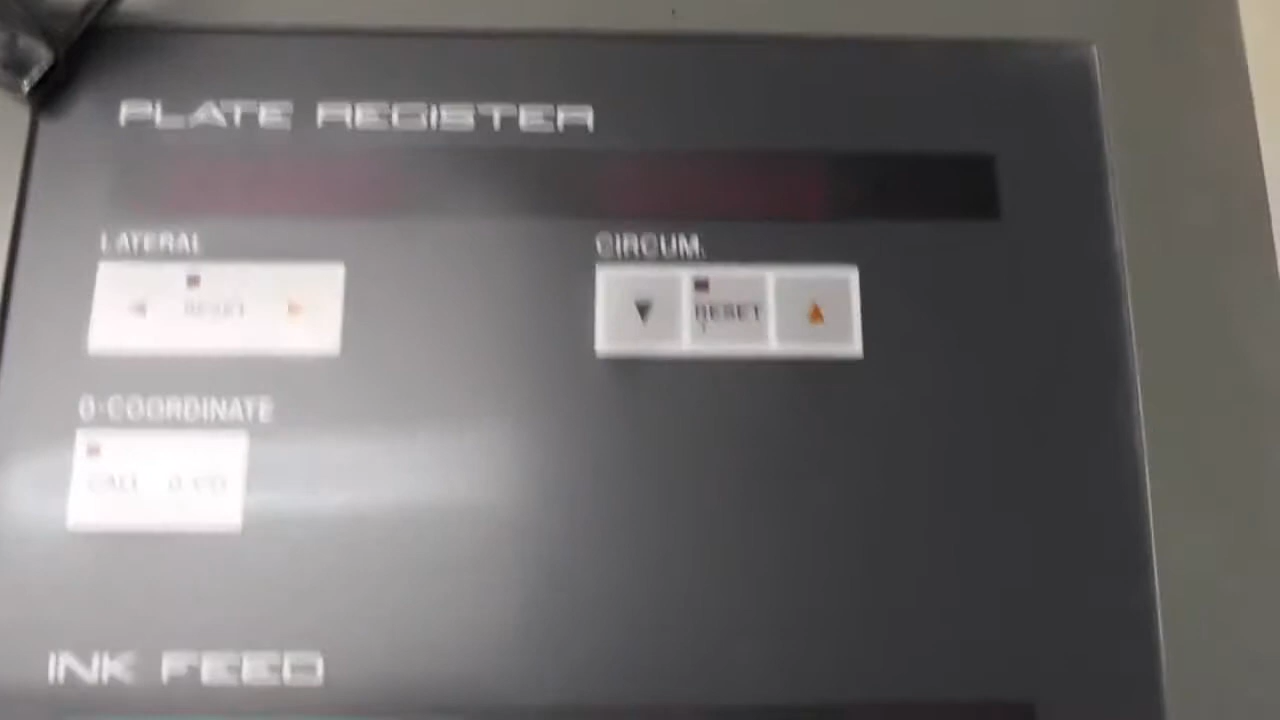 PLATE REGISTER
LATERAL
CIRCUM.
RESET
RESET
0-COORDINATE
CALL
INK FEED